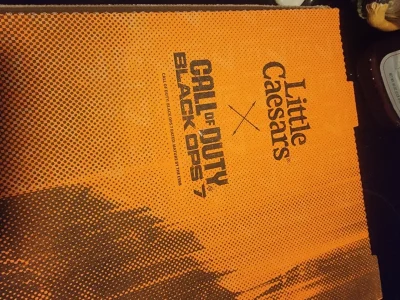 Little
Caesars®
CALL OF DUTY®
BLACK OPS 7